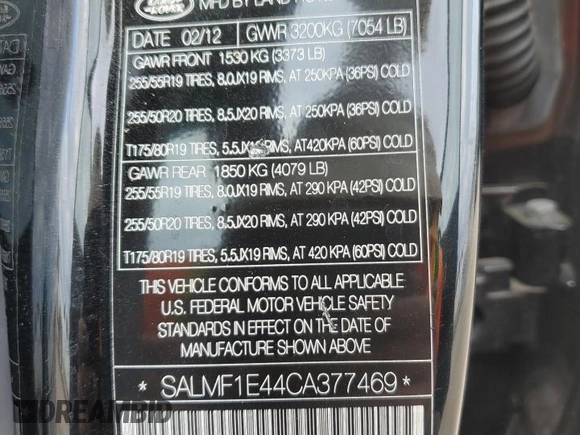 LAND
ROVER
MFD BY LAND
DATE 02/12 GWVR 3200KG (7054 LB)
GAWR FRONT 1530 KG (3373 LB)
255/55R19 TIRES, 8.0JX19 RIMS, AT 250KPA (36PSI) COLD
255/50R20 TIRES, 8.5JX20 RIMS, AT 250KPA (36PSI) COLD
T175/80R19 TIRES, 5.5JX19 RIMS, AT420KPA (60PSI) COLD
GAWR REAR 1850 KG (4079 LB)
255/55R19 TIRES, 8.0JX19 RIMS, AT 290 KPA (42PSI) COLD
255/50R20 TIRES, 8.5JX20 RIMS, AT 290 KPA (42PSI) COLD
T175/80R19 TIRES, 5.5JX19 RIMS, AT 420 KPA (60PSI) COLD
THIS VEHICLE CONFORMS TO ALL APPLICABLE
U.S. FEDERAL MOTOR VEHICLE SAFETY
STANDARDS IN EFFECT ON THE DATE OF
MANUFACTURE SHOWN ABOVE
* SALMF1E44CA377469 *
DREAMBID